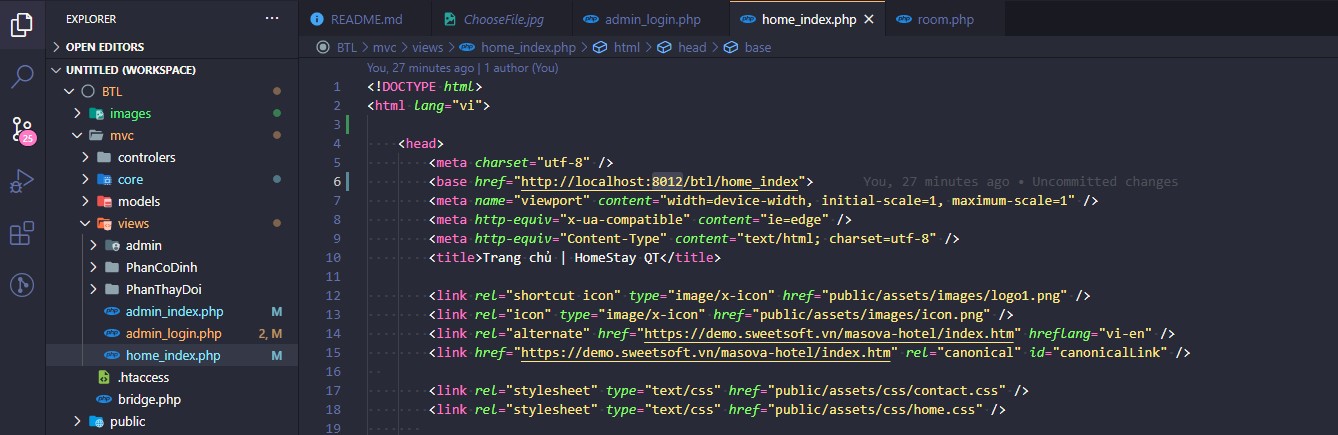 EXPLORER
OPEN EDITORS
UNTITLED (WORKSPACE)
BTL
images
mvc
controlers
core
models
views
admin
PhanCoDinh
PhanThayDoi
admin_index.php M
admin_login.php 2, M
home_index.php M
.htaccess
bridge.php
public
25
README.md ChooseFile.jpg admin_login.php home_index.php room.php
BTL > mvc > views > home_index.php > html > head > base
You, 27 minutes ago | 1 author (You)
1 <!DOCTYPE html>
2 <html lang="vi">
3
4 <head>
5 <meta charset="utf-8" />
6 <base href="http://localhost:8012/btl/home_index"> You, 27 minutes ago • Uncommitted changes
7 <meta name="viewport" content="width=device-width, initial-scale=1, maximum-scale=1" />
8 <meta http-equiv="x-ua-compatible" content="ie=edge" />
9 <meta http-equiv="Content-Type" content="text/html; charset=utf-8" />
10 <title>Trang chủ | HomeStay QT</title>
11
12 <link rel="shortcut icon" type="image/x-icon" href="public/assets/images/logo1.png" />
13 <link rel="icon" type="image/x-icon" href="public/assets/images/icon.png" />
14 <link rel="alternate" href="https://demo.sweetsoft.vn/masova-hotel/index.htm" hreflang="vi-en" />
15 <link href="https://demo.sweetsoft.vn/masova-hotel/index.htm" rel="canonical" id="canonicalLink" />
16
17 <link rel="stylesheet" type="text/css" href="public/assets/css/contact.css" />
18 <link rel="stylesheet" type="text/css" href="public/assets/css/home.css" />
19